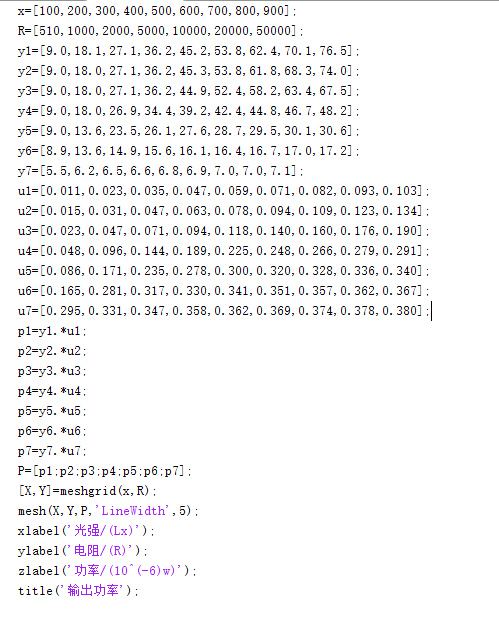 x=[100,200,300,400,500,600,700,800,900];
R=[510,1000,2000,5000,10000,20000,50000];
y1=[9.0,18.1,27.1,36.2,45.2,53.8,62.4,70.1,76.5];
y2=[9.0,18.0,27.1,36.2,45.3,53.8,61.8,68.3,74.0];
y3=[9.0,18.0,27.1,36.2,44.9,52.4,58.2,63.4,67.5];
y4=[9.0,18.0,26.9,34.4,39.2,42.4,44.8,46.7,48.2];
y5=[9.0,13.6,23.5,26.1,27.6,28.7,29.5,30.1,30.6];
y6=[8.9,13.6,14.9,15.6,16.1,16.4,16.7,17.0,17.2];
y7=[5.5,6.2,6.5,6.6,6.8,6.9,7.0,7.0,7.1];
u1=[0.011,0.023,0.035,0.047,0.059,0.071,0.082,0.093,0.103];
u2=[0.015,0.031,0.047,0.063,0.078,0.094,0.109,0.123,0.134];
u3=[0.023,0.047,0.071,0.094,0.118,0.140,0.160,0.176,0.190];
u4=[0.048,0.096,0.144,0.189,0.225,0.248,0.266,0.279,0.291];
u5=[0.086,0.171,0.235,0.278,0.300,0.320,0.328,0.336,0.340];
u6=[0.165,0.281,0.317,0.330,0.341,0.351,0.357,0.362,0.367];
u7=[0.295,0.331,0.347,0.358,0.362,0.369,0.374,0.378,0.380];
p1=y1.*u1;
p2=y2.*u2;
p3=y3.*u3;
p4=y4.*u4;
p5=y5.*u5;
p6=y6.*u6;
p7=y7.*u7;
P=[p1;p2;p3;p4;p5;p6;p7];
[X,Y]=meshgrid(x,R);
mesh(X,Y,P,'LineWidth',5);
xlabel('光强/(Lx)');
ylabel('电阻/(R)');
zlabel('功率/(10^(-6)w)');
title('输出功率');